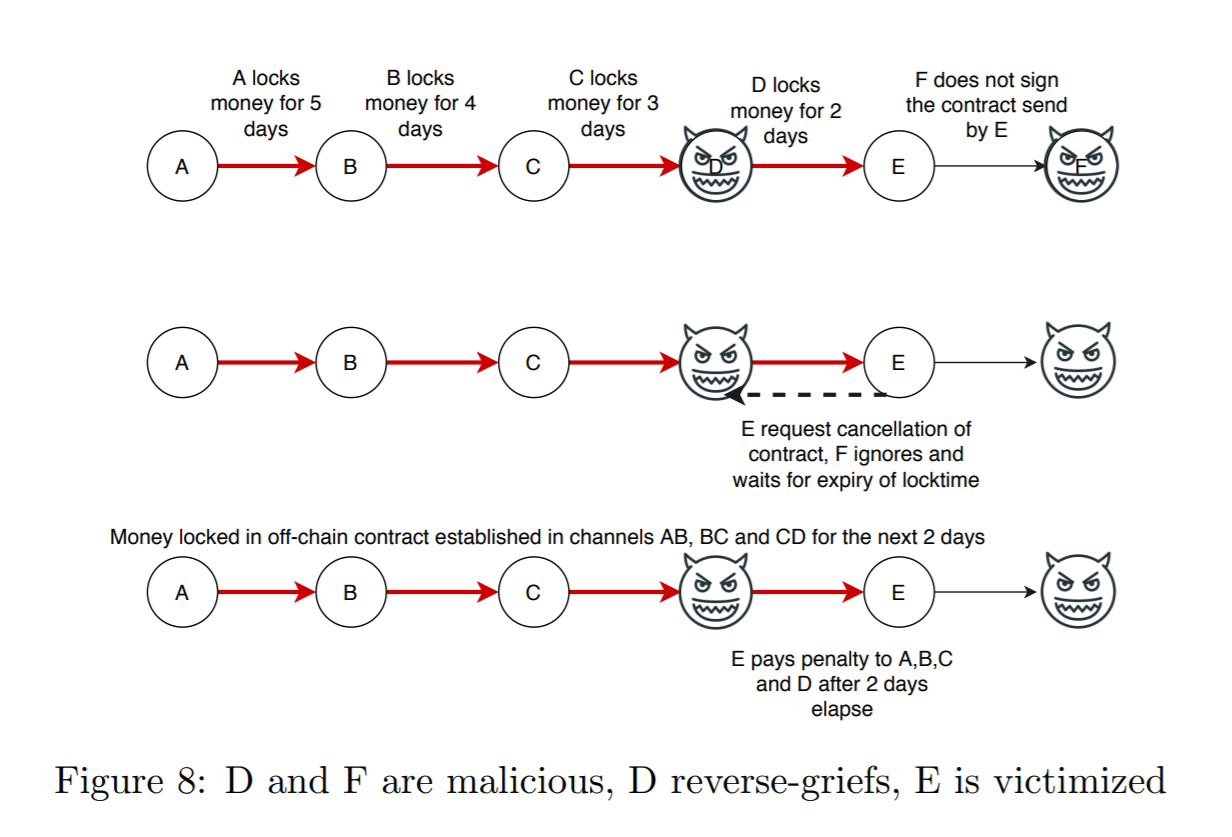 A locks
money for 5
days
B locks
money for 4
days
C locks
money for 3
days
D locks
money for 2
days
F does not sign
the contract send
by E
A
B
C
D
E
F
A
B
C
E
E request cancellation of
contract, F ignores and
waits for expiry of locktime
Money locked in off-chain contract established in channels AB, BC and CD for the next 2 days
A
B
C
E
E pays penalty to A,B,C
and D after 2 days
elapse
Figure 8: D and F are malicious, D reverse-griefs, E is victimized